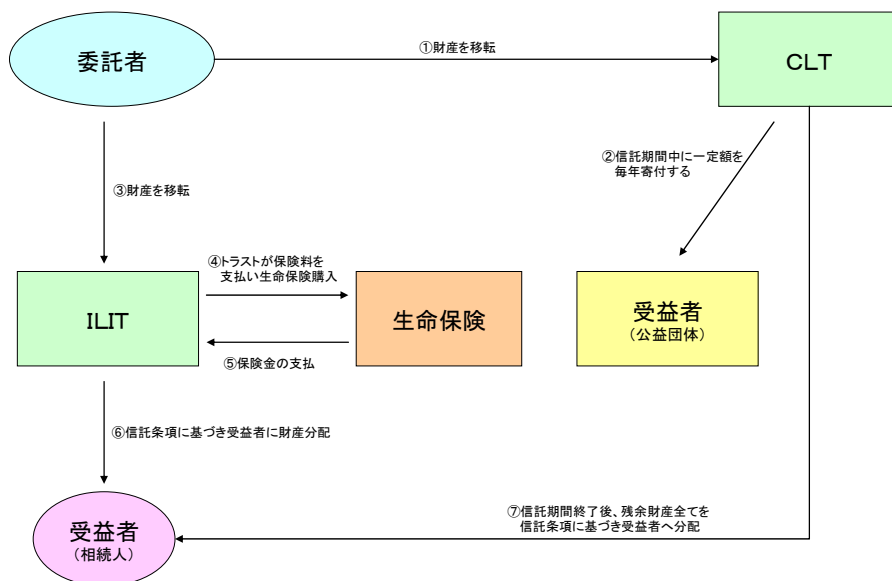 委託者
①財産を移転
CLT
②信託期間中に一定額を
毎年寄付する
③財産を移転
④トラストが保険料を
支払い生命保険購入
ILIT
生命保険
受益者
(公益団体)
⑤保険金の支払
⑥信託条項に基づき受益者に財産分配
⑦信託期間終了後、残余財産全てを
信託条項に基づき受益者へ分配
受益者
(相続人)